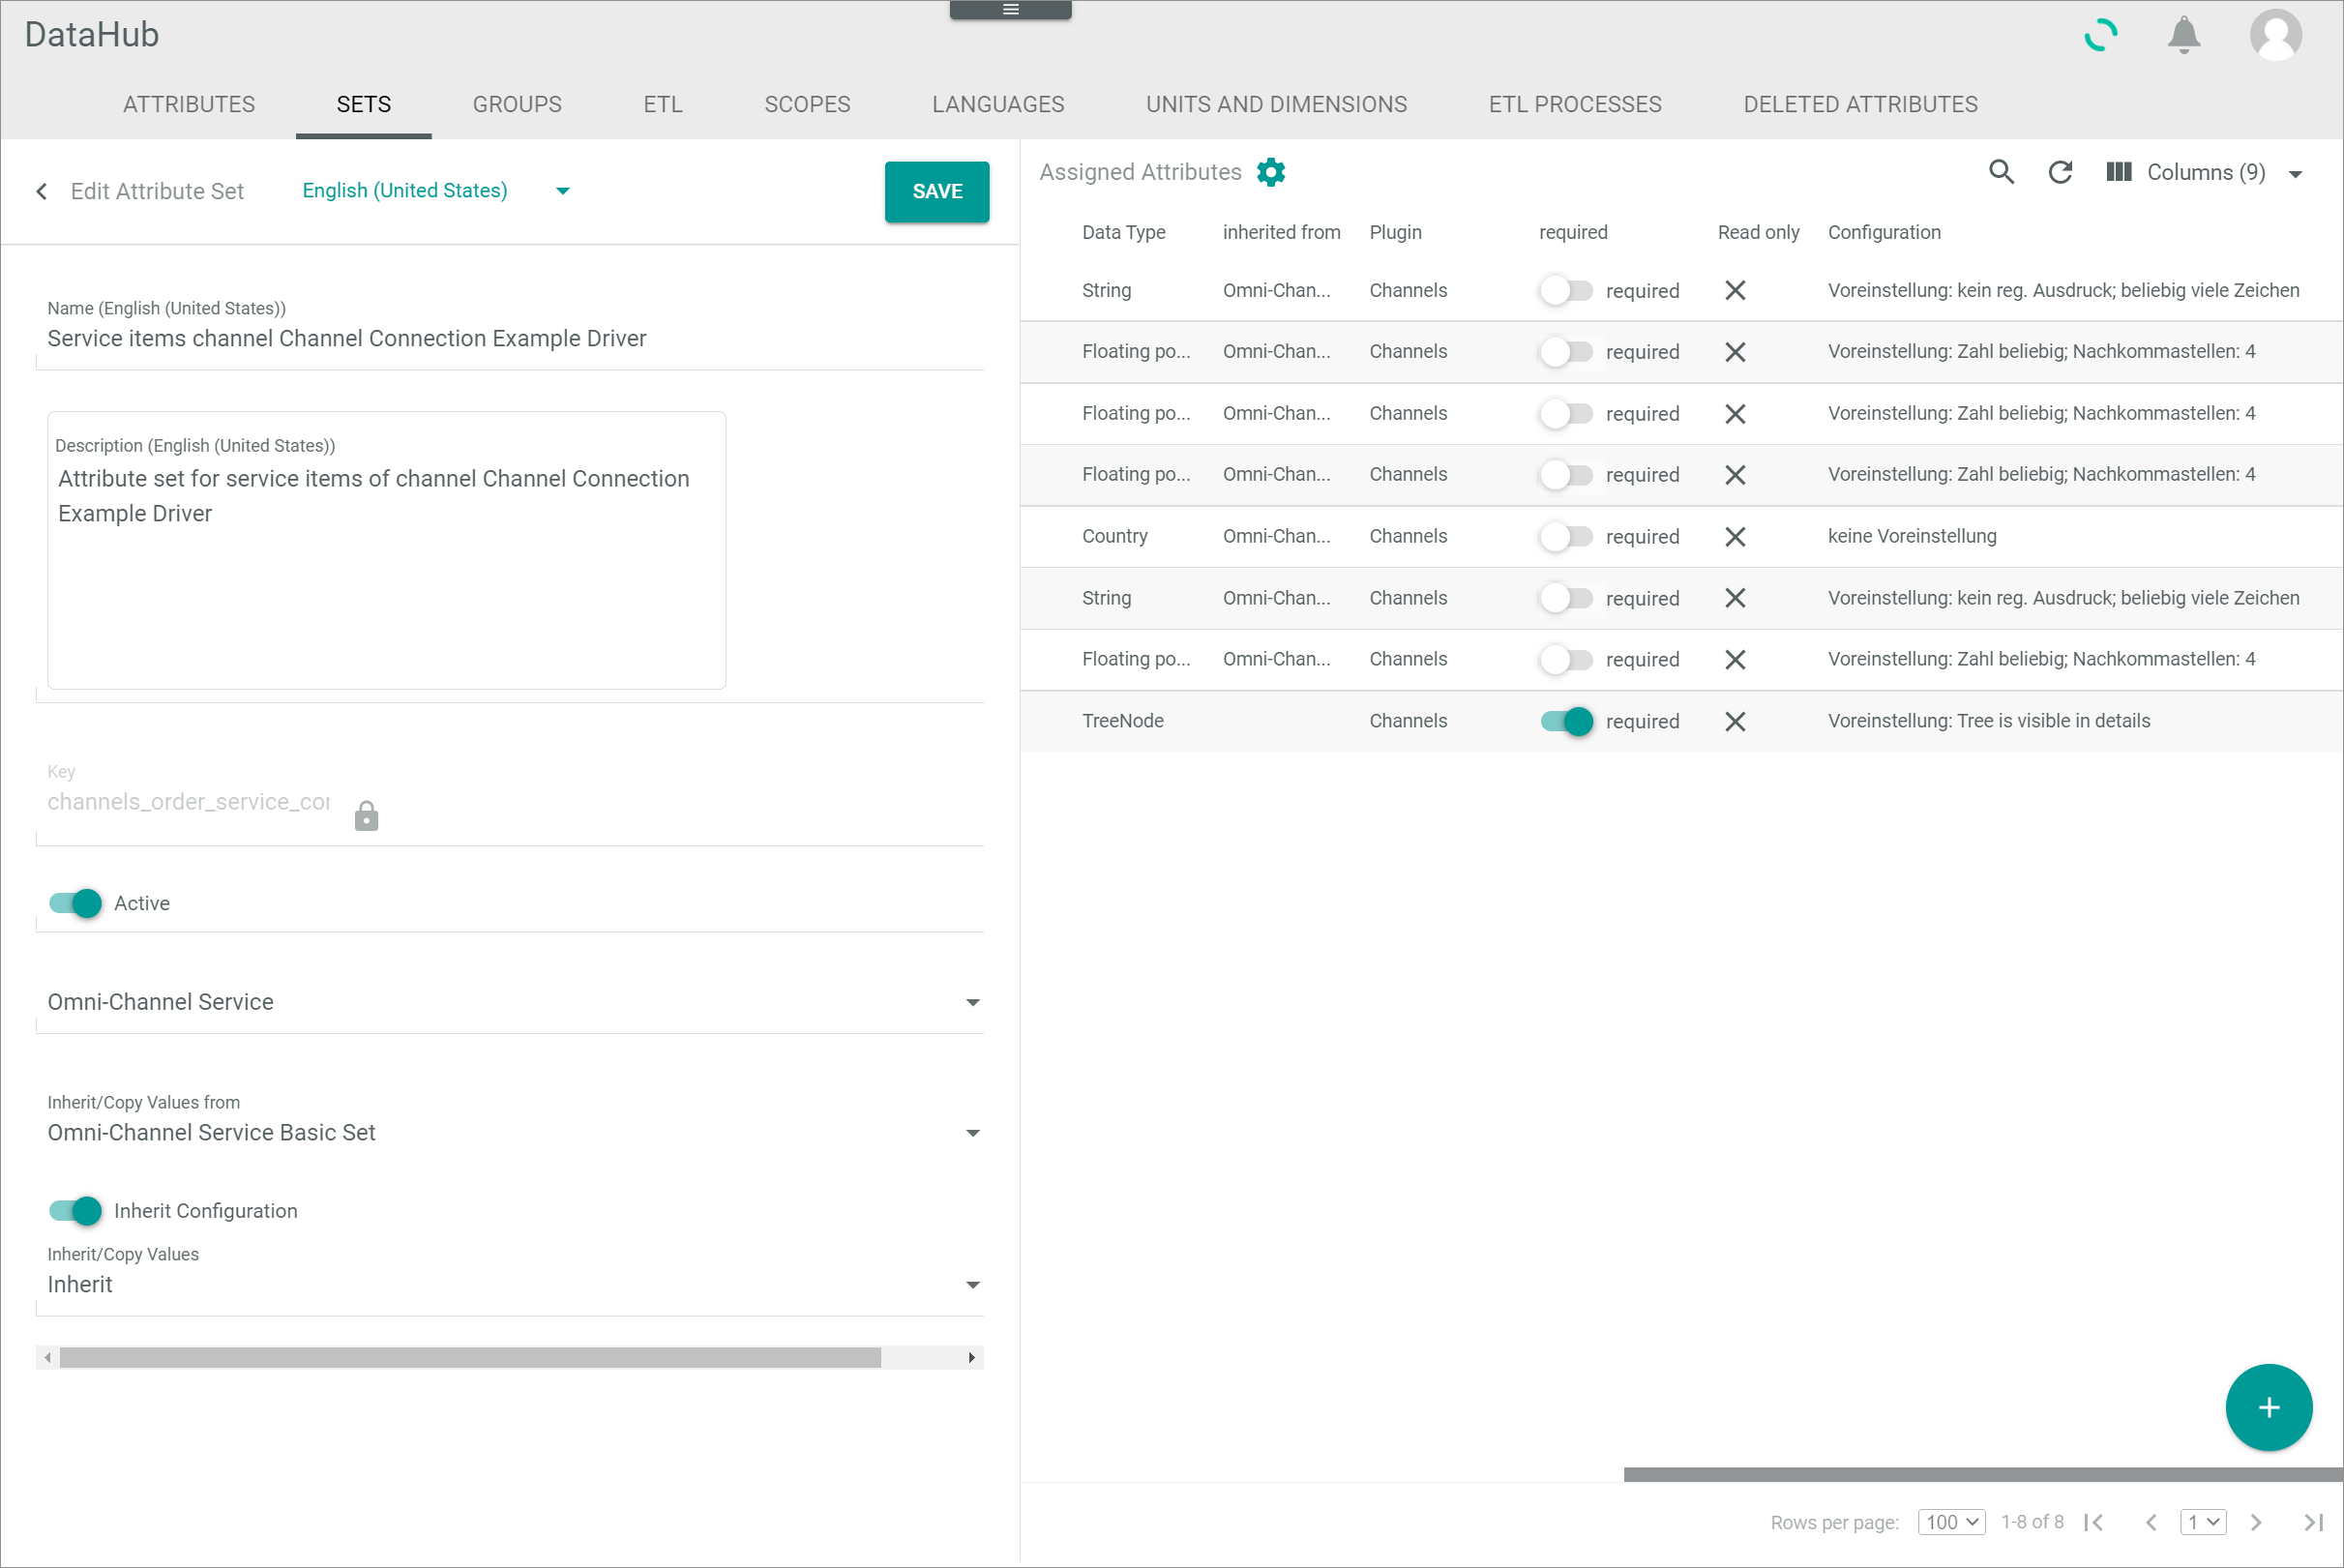 DataHub
ATTRIBUTES SETS GROUPS ETL SCOPES LANGUAGES UNITS AND DIMENSIONS ETL PROCESSES DELETED ATTRIBUTES
Edit Attribute Set English (United States) SAVE
Name (English (United States))
Service items channel Channel Connection Example Driver
Description (English (United States))
Attribute set for service items of channel Channel Connection
Example Driver
Key
channels_order_service_cor
Active
Omni-Channel Service
Inherit/Copy Values from
Omni-Channel Service Basic Set
Inherit Configuration
Inherit/Copy Values
Inherit
Assigned Attributes Columns (9)
Data Type inherited from Plugin required Read only Configuration
String Omni-Chan... Channels required Voreinstellung: kein reg. Ausdruck; beliebig viele Zeichen
Floating po... Omni-Chan... Channels required Voreinstellung: Zahl beliebig; Nachkommastellen: 4
Floating po... Omni-Chan... Channels required Voreinstellung: Zahl beliebig; Nachkommastellen: 4
Floating po... Omni-Chan... Channels required Voreinstellung: Zahl beliebig; Nachkommastellen: 4
Country Omni-Chan... Channels required keine Voreinstellung
String Omni-Chan... Channels required Voreinstellung: kein reg. Ausdruck; beliebig viele Zeichen
Floating po... Omni-Chan... Channels required Voreinstellung: Zahl beliebig; Nachkommastellen: 4
TreeNode Channels required Voreinstellung: Tree is visible in details
Rows per page: 100 1-8 of 8 1